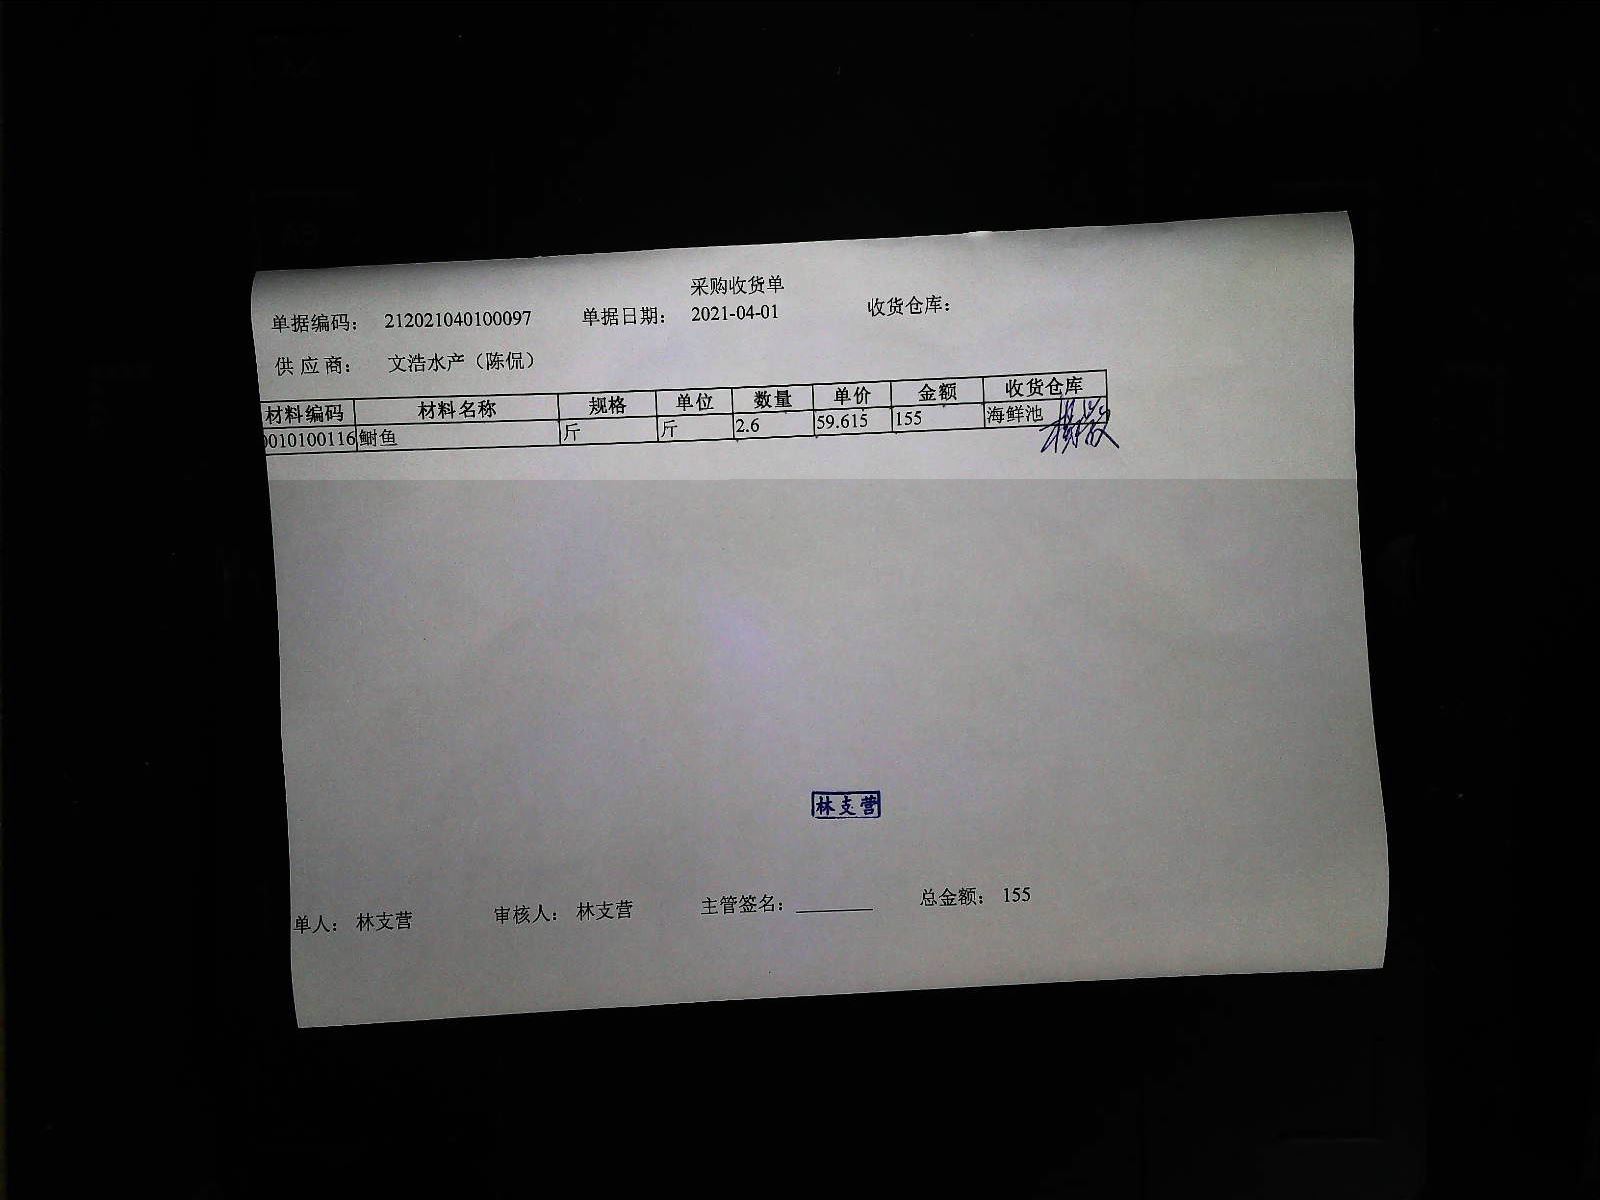 采购收货单
单据编码： 212021040100097 单据日期： 2021-04-01 收货仓库：
供 应 商： 文浩水产（陈侃）
材料编码 材料名称 规格 单位 数量 单价 金额 收货仓库
0010100116 鲥鱼 斤 斤 2.6 59.615 155 海鲜池
林支营
单人： 林支营 审核人： 林支营 主管签名： 总金额： 155